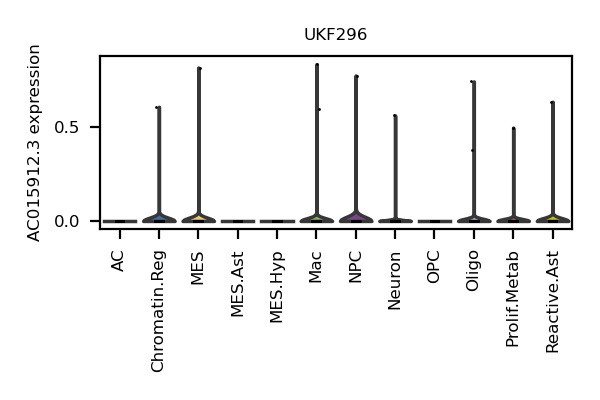 UKF296
AC015912.3 expression
0.5
0.0
AC
Chromatin.Reg
MES
MES.Ast
MES.Hyp
Mac
NPC
Neuron
OPC
Oligo
Prolif.Metab
Reactive.Ast